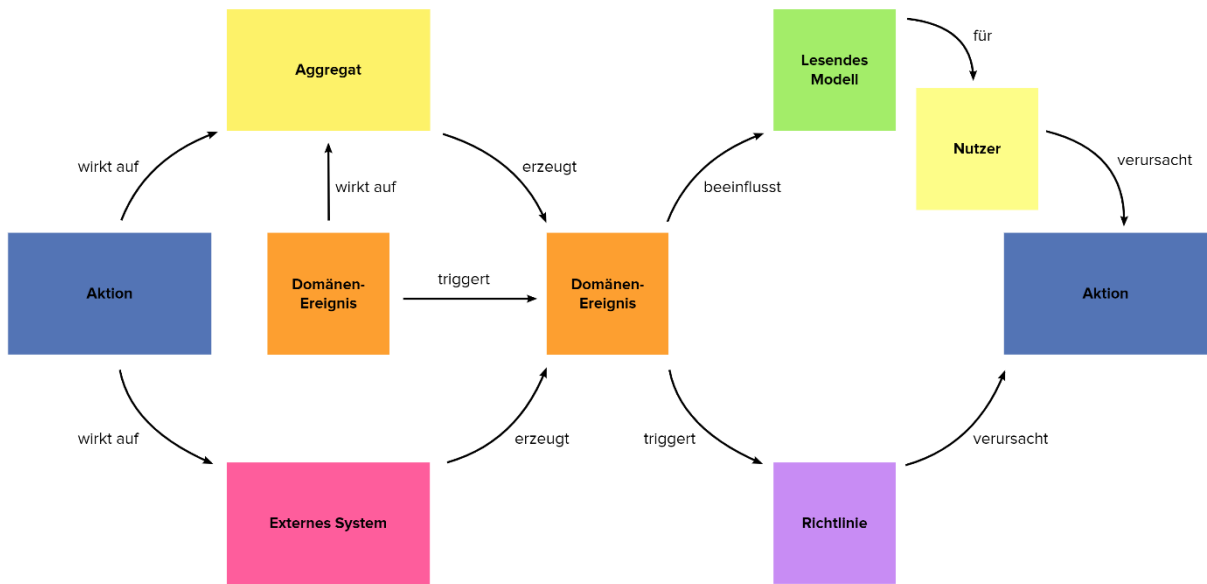 Aggregat
Lesendes
Modell
für
Nutzer
wirkt auf
wirkt auf
erzeugt
beeinflusst
verursacht
Aktion
Domänen-
Ereignis
triggert
Domänen-
Ereignis
Aktion
wirkt auf
erzeugt
triggert
verursacht
Externes System
Richtlinie